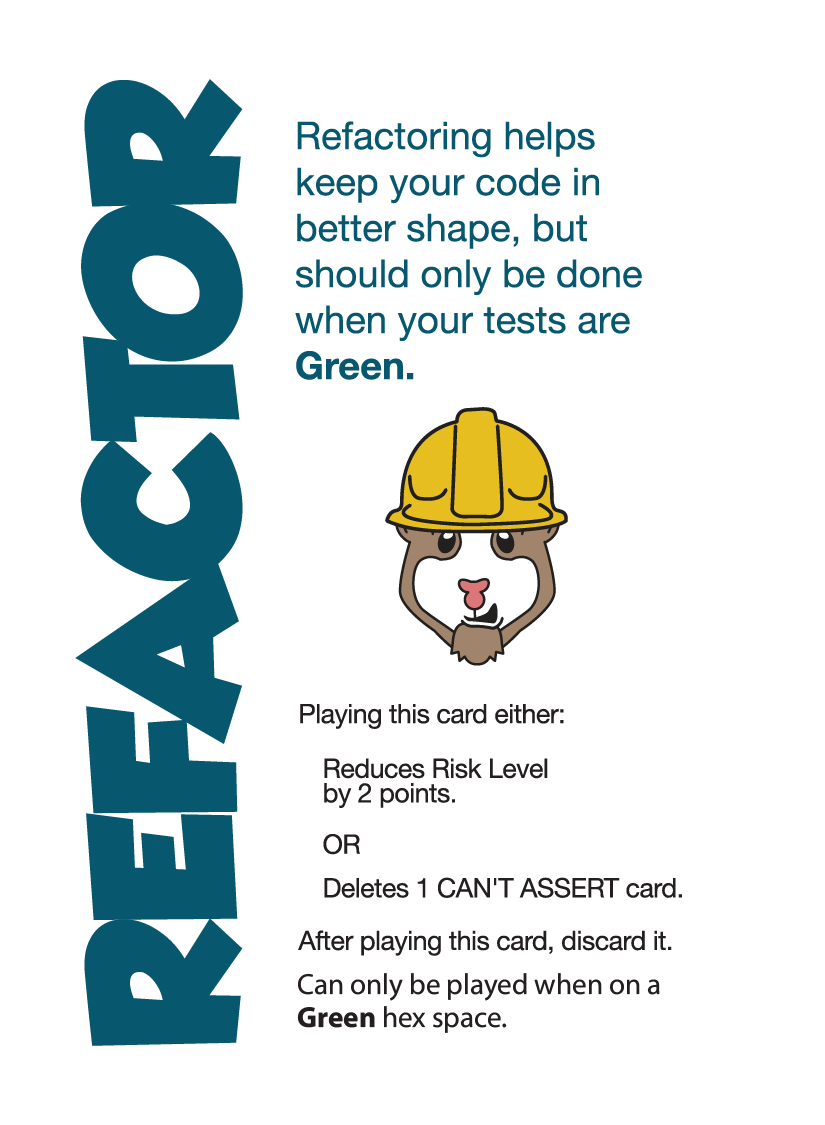 REFACTOR
Refactoring helps
keep your code in
better shape, but
should only be done
when your tests are
Green.
Playing this card either:
Reduces Risk Level
by 2 points.
OR
Deletes 1 CAN'T ASSERT card.
After playing this card, discard it.
Can only be played when on a
Green hex space.